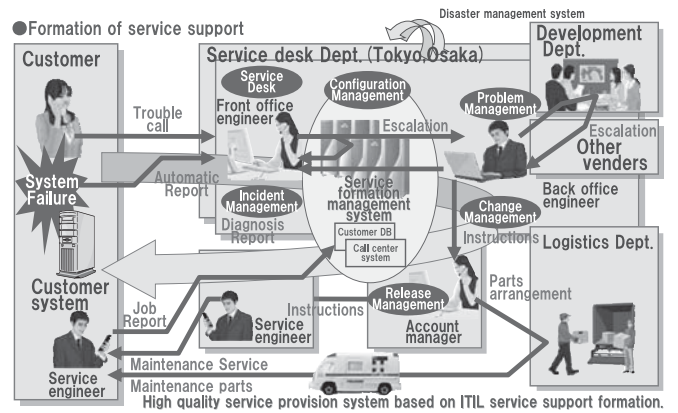 Disaster management system
●Formation of service support
Customer
Service desk Dept. (Tokyo,Osaka)
Development
Dept.
Service
Desk
Front office
engineer
Configuration
Management
Problem
Management
Trouble
call
Escalation
Escalation
Other
venders
System
Failure
Automatic
Report
Incident
Management
Diagnosis
Report
Service
formation
management
system
Customer DB
Call center
system
Change
Management
Instructions
Back office
engineer
Logistics Dept.
Customer
system
Job
Report
Instructions
Service
engineer
Release
Management
Account
manager
Parts
arrangement
Service
engineer
Maintenance Service
Maintenance parts
High quality service provision system based on ITIL service support formation.